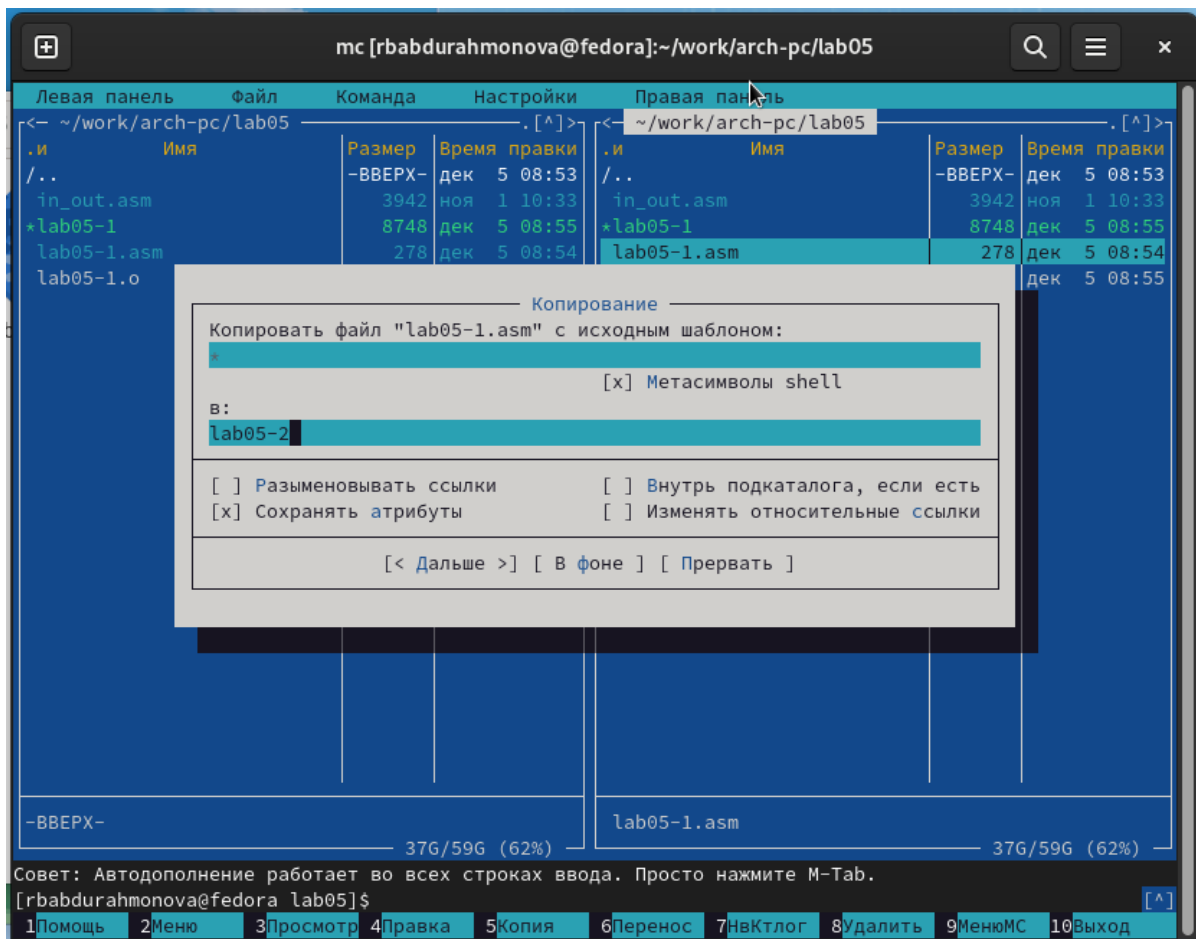 mc [rbabdurahmonova@fedora]:~/work/arch-pc/lab05
Левая панель Файл Команда Настройки Правая панель
<— ~/work/arch-pc/lab05 .[^]> <— ~/work/arch-pc/lab05 .[^]>
.и Имя Размер Время правки .и Имя Размер Время правки
/.. -ВВЕРХ- дек 5 08:53 /.. -ВВЕРХ- дек 5 08:53
in_out.asm 3942 ноя 1 10:33 in_out.asm 3942 ноя 1 10:33
*lab05-1 8748 дек 5 08:55 *lab05-1 8748 дек 5 08:55
lab05-1.asm 278 дек 5 08:54 lab05-1.asm 278 дек 5 08:54
lab05-1.o дек 5 08:55
Копирование
Копировать файл "lab05-1.asm" с исходным шаблоном:
*
[x] Метасимволы shell
в:
lab05-2
[ ] Разыменовывать ссылки [ ] Внутрь подкаталога, если есть
[x] Сохранять атрибуты [ ] Изменять относительные ссылки
[< Дальше >] [ В фоне ] [ Прервать ]
-ВВЕРХ- lab05-1.asm
37G/59G (62%) 37G/59G (62%)
Совет: Автодополнение работает во всех строках ввода. Просто нажмите M-Tab.
[rbabdurahmonova@fedora lab05]$ [^]
1Помощь 2Меню 3Просмотр 4Правка 5Копия 6Перенос 7НвКтлог 8Удалить 9МенюMC 10Выход